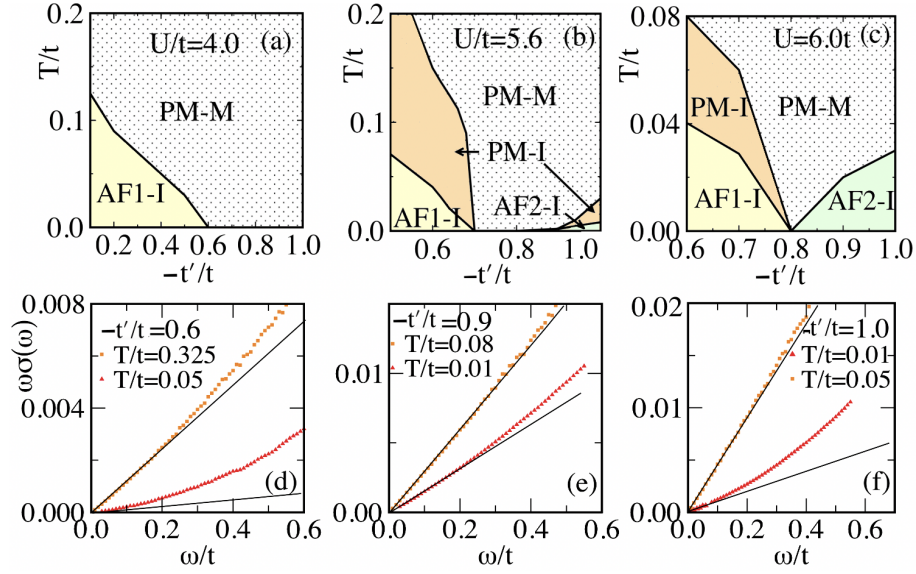 0.2
0.1
0.0
T/t
U/t=4.0
(a)
PM-M
AF1-I
0.2 0.4 0.6 0.8 1.0
−t′/t
0.2
0.1
0.0
T/t
U/t=5.6
(b)
PM-M
PM-I
AF2-I
AF1-I
0.6 0.8 1.0
−t′/t
0.08
0.04
0.00
T/t
U=6.0t
(c)
PM-I
PM-M
AF1-I
AF2-I
0.6 0.7 0.8 0.9 1.0
−t′/t
0.008
0.004
0.000
ωσ(ω)
−t′/t=0.6
T/t=0.325
T/t=0.05
(d)
0.0 0.2 0.4 0.6
ω/t
0.01
0.00
−t′/t=0.9
T/t=0.08
T/t=0.01
(e)
0.0 0.2 0.4 0.6
ω/t
0.02
0.01
0.00
−t′/t=1.0
T/t=0.01
T/t=0.05
(f)
0.0 0.2 0.4 0.6
ω/t